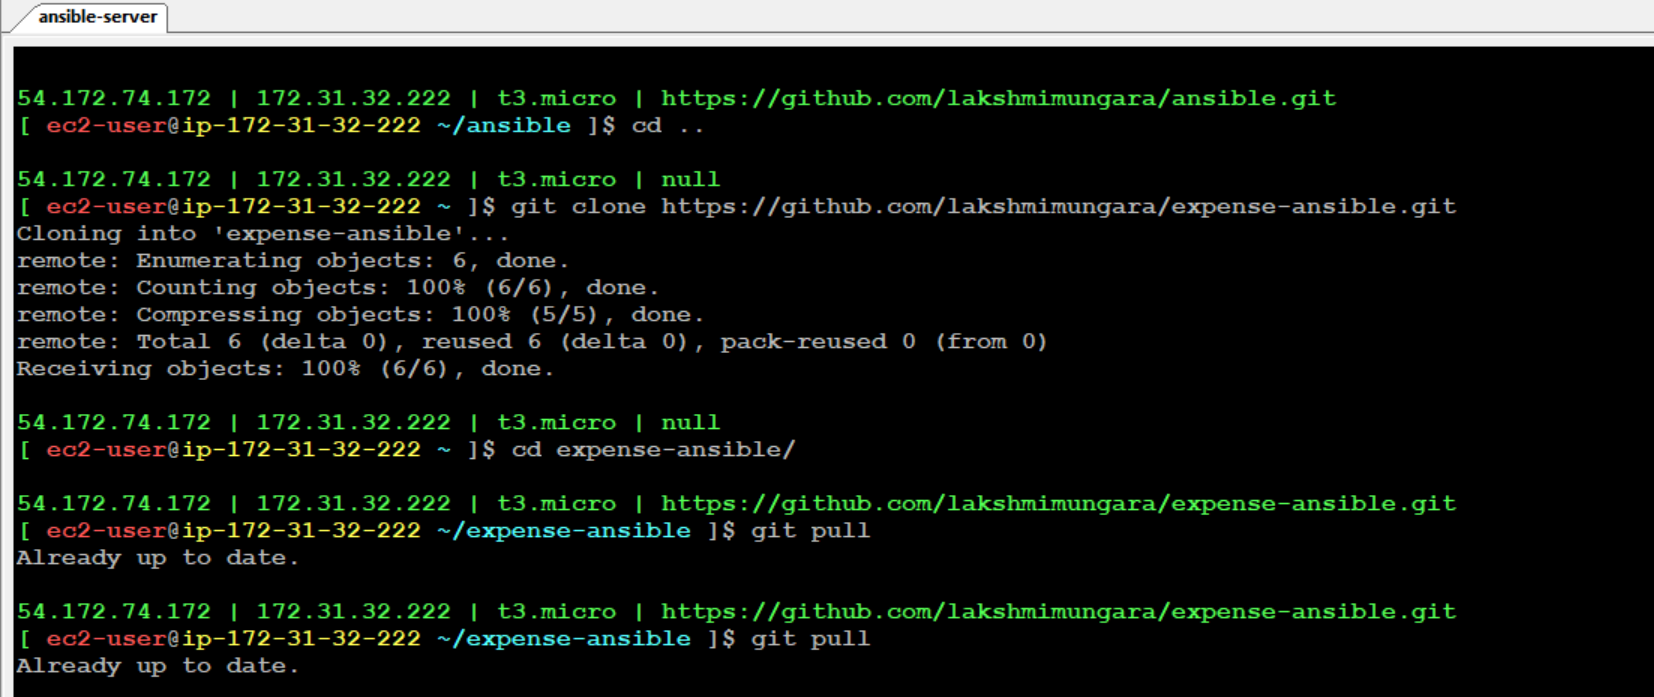 ansible-server
54.172.74.172 | 172.31.32.222 | t3.micro | https://github.com/lakshmimungara/ansible.git
[ ec2-user@ip-172-31-32-222 ~/ansible ]$ cd ..
54.172.74.172 | 172.31.32.222 | t3.micro | null
[ ec2-user@ip-172-31-32-222 ~ ]$ git clone https://github.com/lakshmimungara/expense-ansible.git
Cloning into 'expense-ansible'...
remote: Enumerating objects: 6, done.
remote: Counting objects: 100% (6/6), done.
remote: Compressing objects: 100% (5/5), done.
remote: Total 6 (delta 0), reused 6 (delta 0), pack-reused 0 (from 0)
Receiving objects: 100% (6/6), done.
54.172.74.172 | 172.31.32.222 | t3.micro | null
[ ec2-user@ip-172-31-32-222 ~ ]$ cd expense-ansible/
54.172.74.172 | 172.31.32.222 | t3.micro | https://github.com/lakshmimungara/expense-ansible.git
[ ec2-user@ip-172-31-32-222 ~/expense-ansible ]$ git pull
Already up to date.
54.172.74.172 | 172.31.32.222 | t3.micro | https://github.com/lakshmimungara/expense-ansible.git
[ ec2-user@ip-172-31-32-222 ~/expense-ansible ]$ git pull
Already up to date.